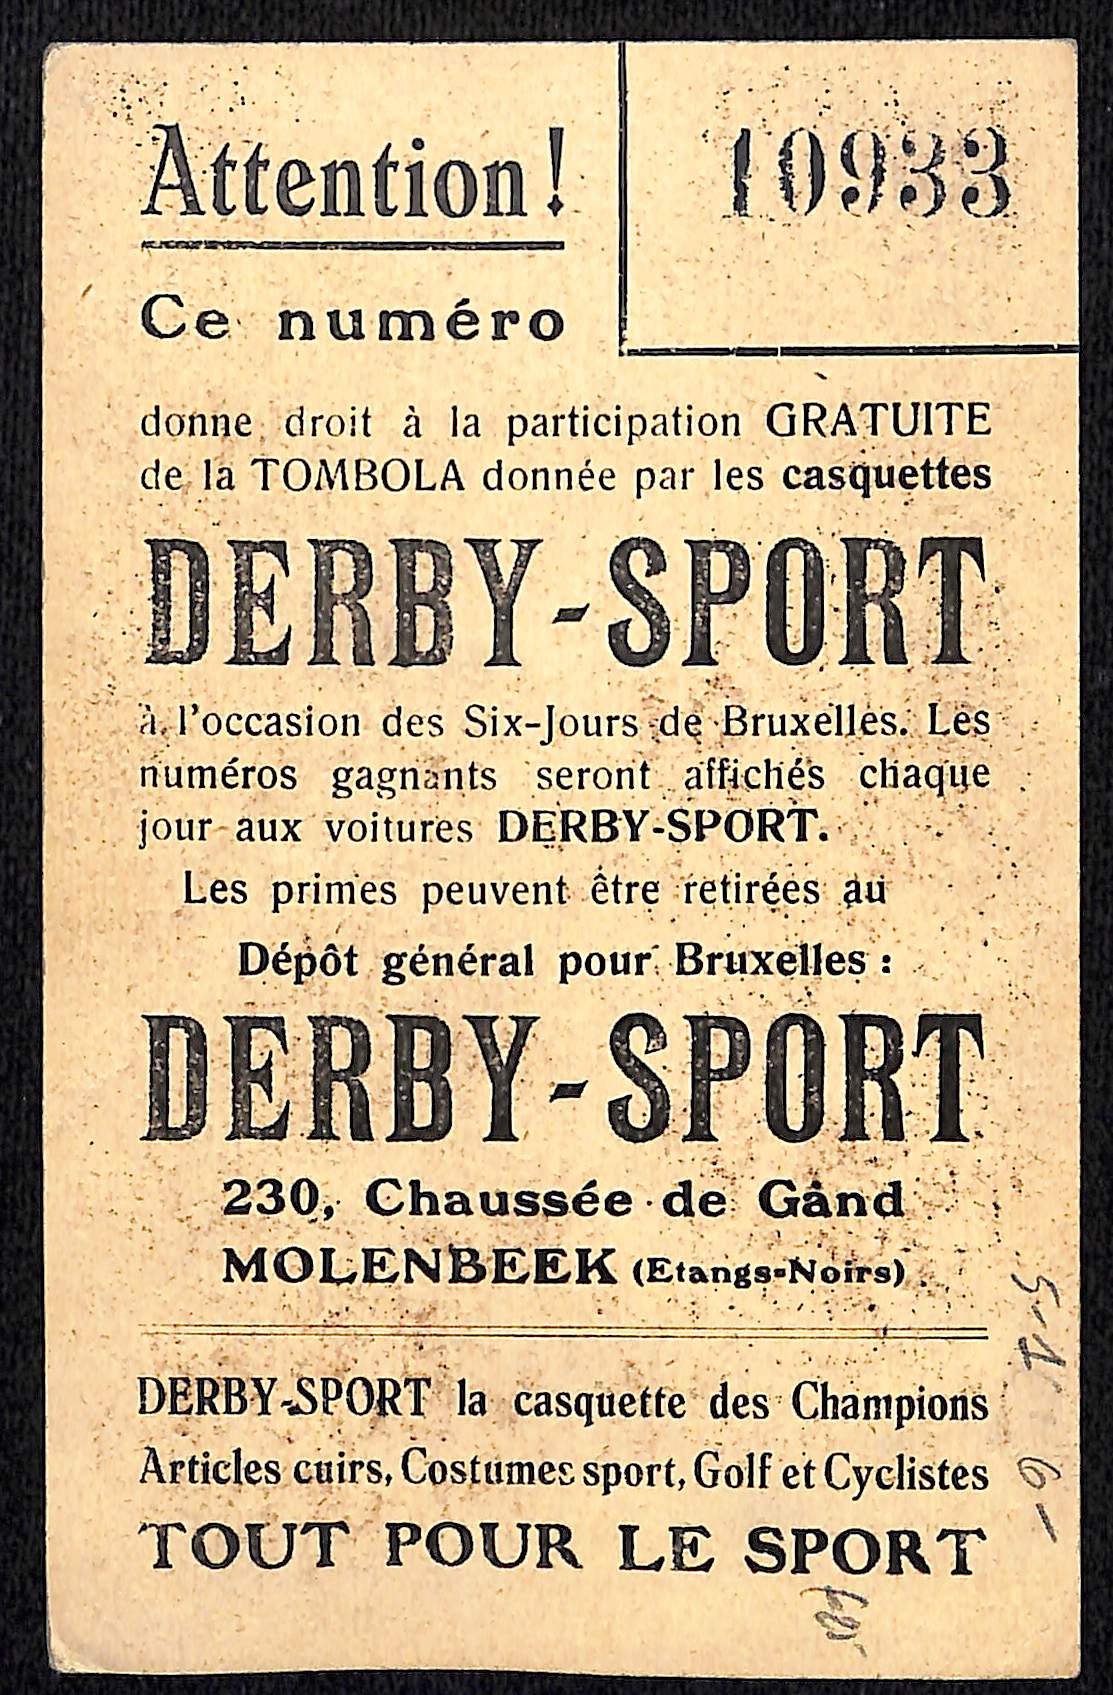 Attention!
10933
Ce numéro
donne droit à la participation GRATUITE
de la TOMBOLA donnée par les casquettes
DERBY-SPORT
à l'occasion des Six-Jours de Bruxelles. Les
numéros gagnants seront affichés chaque
jour aux voitures DERBY-SPORT.
Les primes peuvent être retirées au
Dépôt général pour Bruxelles :
DERBY-SPORT
230, Chaussée de Gand
MOLENBEEK (Etangs-Noirs)
DERBY-SPORT la casquette des Champions
Articles cuirs, Costumes sport, Golf et Cyclistes
TOUT POUR LE SPORT